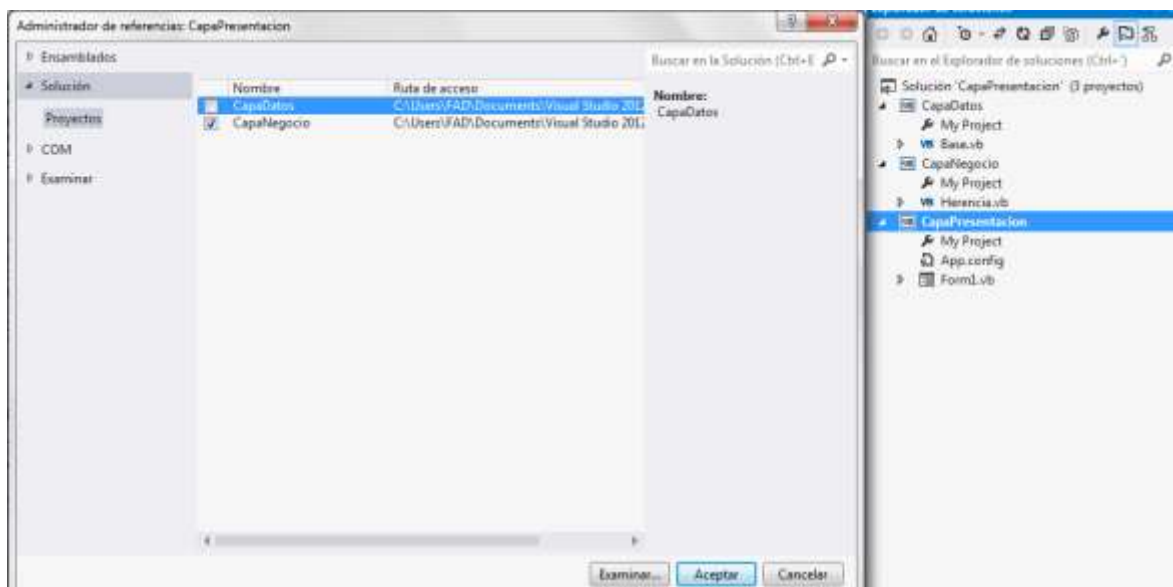 Administrador de referencias: CapaPresentacion
Ensamblados
Solución
Proyectos
COM
Examinar
Buscar en la Solución (Ctrl+E
Nombre Ruta de acceso
CapaDatos C:\Users\FAD\Documents\Visual Studio 201
CapaNegocio C:\Users\FAD\Documents\Visual Studio 201
Nombre:
CapaDatos
Examinar... Aceptar Cancelar
Buscar en el Explorador de soluciones (Ctrl+')
Solución 'CapaPresentacion' (3 proyectos)
CapaDatos
My Project
VB Base.vb
CapaNegocio
My Project
VB Herencia.vb
CapaPresentacion
My Project
App.config
Form1.vb